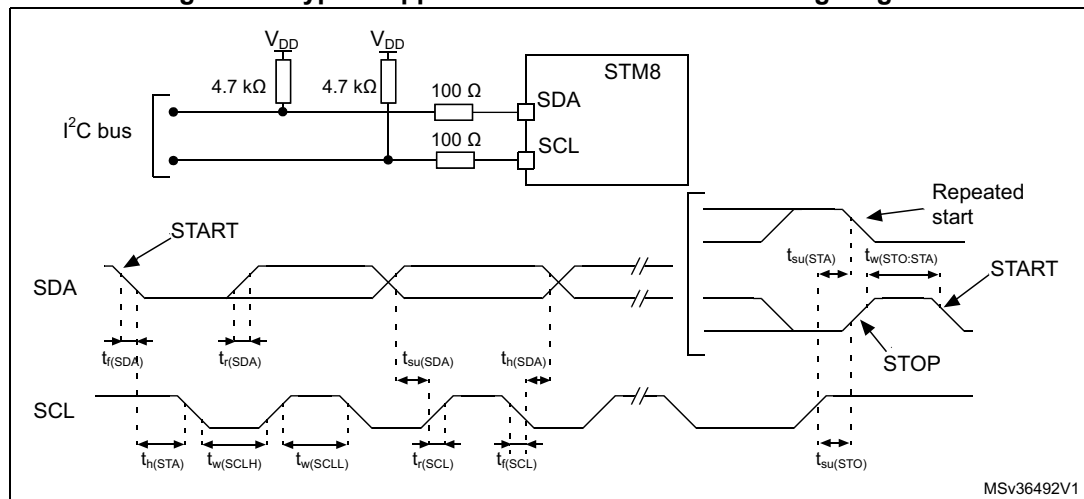 V_DD V_DD
STM8
4.7 kΩ 4.7 kΩ 100 Ω
SDA
I²C bus
100 Ω
SCL
Repeated
start
START
t_su(STA) t_w(STO:STA)
START
SDA
t_f(SDA) t_r(SDA) t_su(SDA) t_h(SDA)
STOP
SCL
t_h(STA) t_w(SCLH) t_w(SCLL) t_r(SCL) t_f(SCL) t_su(STO)
MSv36492V1